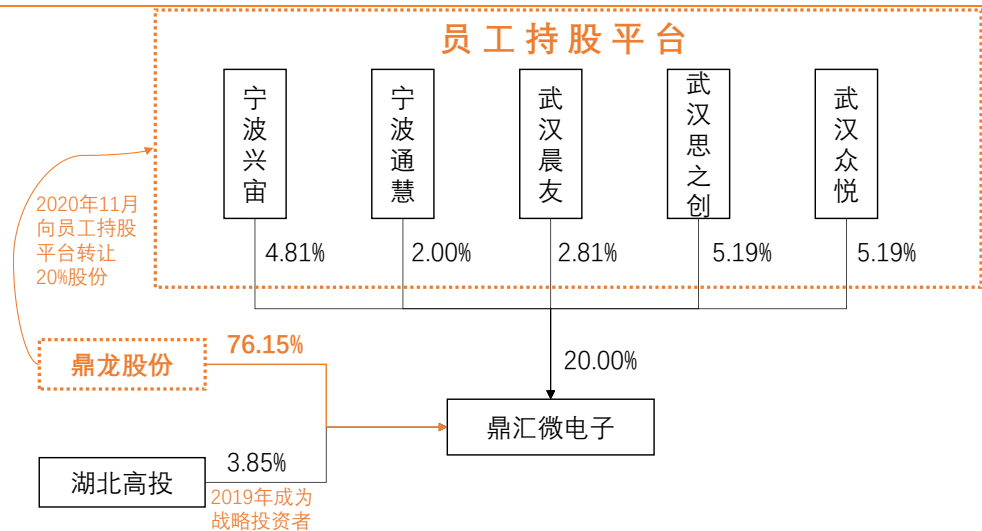 员工持股平台
宁波兴宙
宁波通慧
武汉晨友
武汉思之创
武汉众悦
2020年11月
向员工持股
平台转让
20%股份
4.81%
2.00%
2.81%
5.19%
5.19%
鼎龙股份
76.15%
20.00%
鼎汇微电子
湖北高投
3.85%
2019年成为
战略投资者